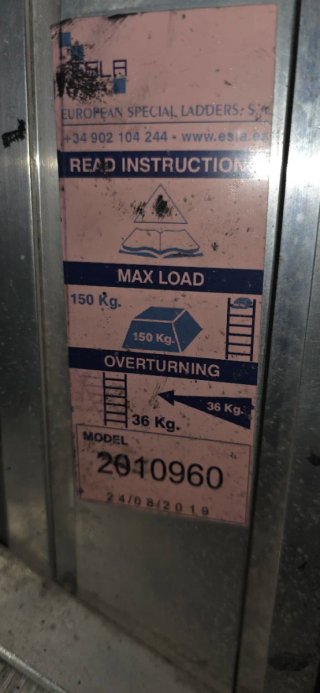 ESLA
EUROPEAN SPECIAL LADDERS, S.A.
+34 902 104 244 - www.esla.es
READ INSTRUCTION
MAX LOAD
150 Kg.
150 Kg.
OVERTURNING
36 Kg.
36 Kg.
MODEL
2010960
24/08/2019